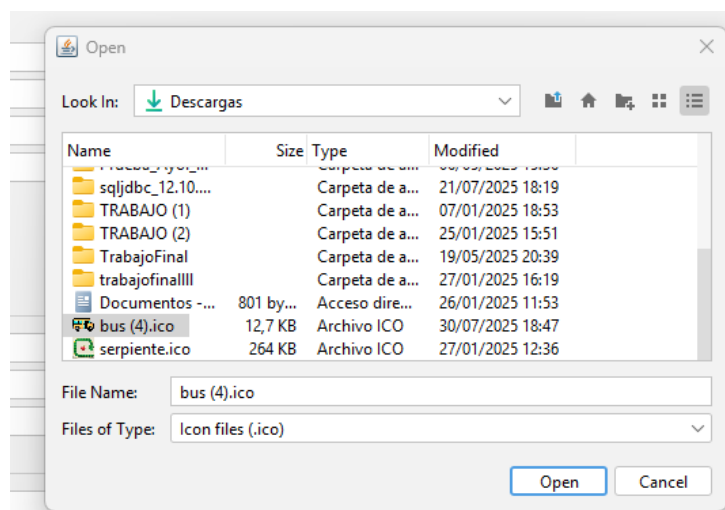 Open
Look In: Descargas
Name Size Type Modified
sqljdbc_12.10.... Carpeta de a... 21/07/2025 18:19
TRABAJO (1) Carpeta de a... 07/01/2025 18:53
TRABAJO (2) Carpeta de a... 25/01/2025 15:51
TrabajoFinal Carpeta de a... 19/05/2025 20:39
trabajofinallll Carpeta de a... 27/01/2025 16:19
Documentos -... 801 by... Acceso dire... 26/01/2025 11:53
bus (4).ico 12,7 KB Archivo ICO 30/07/2025 18:47
serpiente.ico 264 KB Archivo ICO 27/01/2025 12:36
File Name: bus (4).ico
Files of Type: Icon files (.ico)
Open Cancel